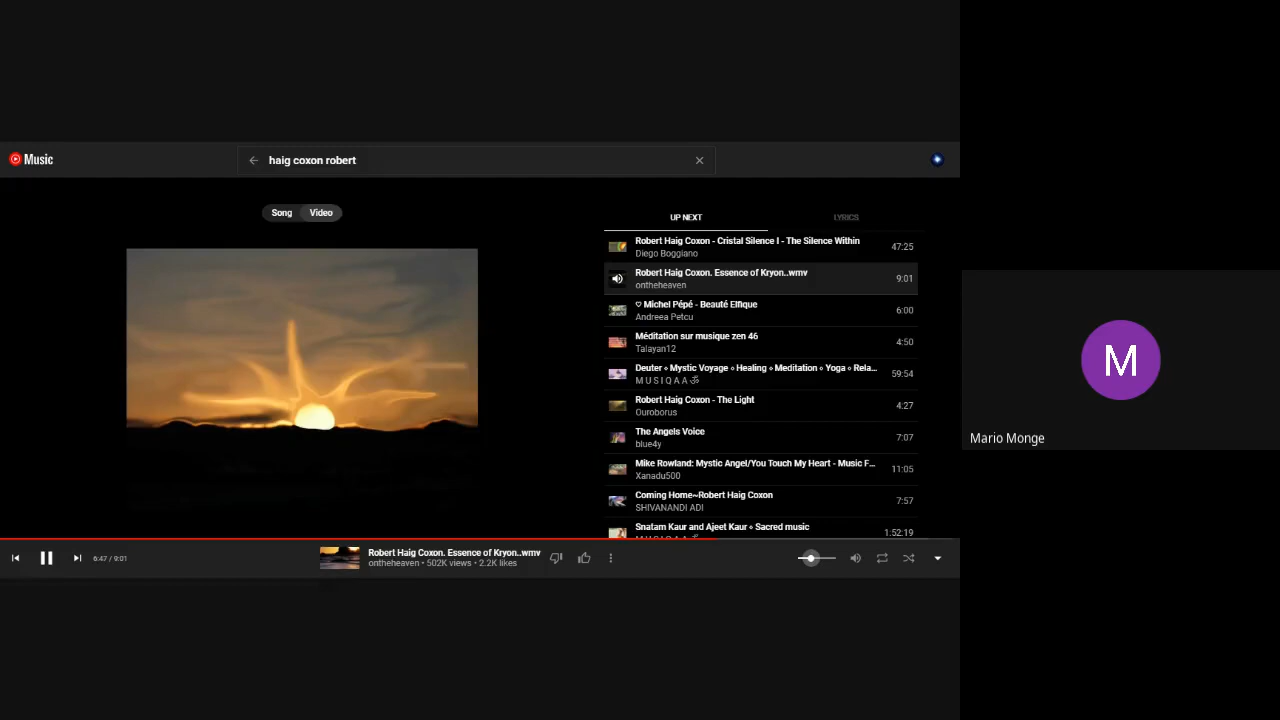 Music
haig coxon robert
Song Video
UP NEXT
LYRICS
Robert Haig Coxon - Cristal Silence I - The Silence Within
Diego Boggiano
47:25
Robert Haig Coxon. Essence of Kryon..wmv
ontheheaven
9:01
♡ Michel Pépé - Beauté Elfique
Andreea Petcu
6:00
Méditation sur musique zen 46
Talayan12
4:50
Deuter ⋄ Mystic Voyage ⋄ Healing ⋄ Meditation ⋄ Yoga ⋄ Rela...
M U S I Q A A ॐ
59:54
Robert Haig Coxon - The Light
Ouroborus
4:27
The Angels Voice
blue4y
7:07
Mike Rowland: Mystic Angel/You Touch My Heart - Music F...
Xanadu500
11:05
Coming Home~Robert Haig Coxon
SHIVANANDI ADI
7:57
Snatam Kaur and Ajeet Kaur ⋄ Sacred music
M U S I Q A A ॐ
1:52:19
6:47 / 9:01
Robert Haig Coxon. Essence of Kryon..wmv
ontheheaven • 502K views • 2.2K likes
M
Mario Monge